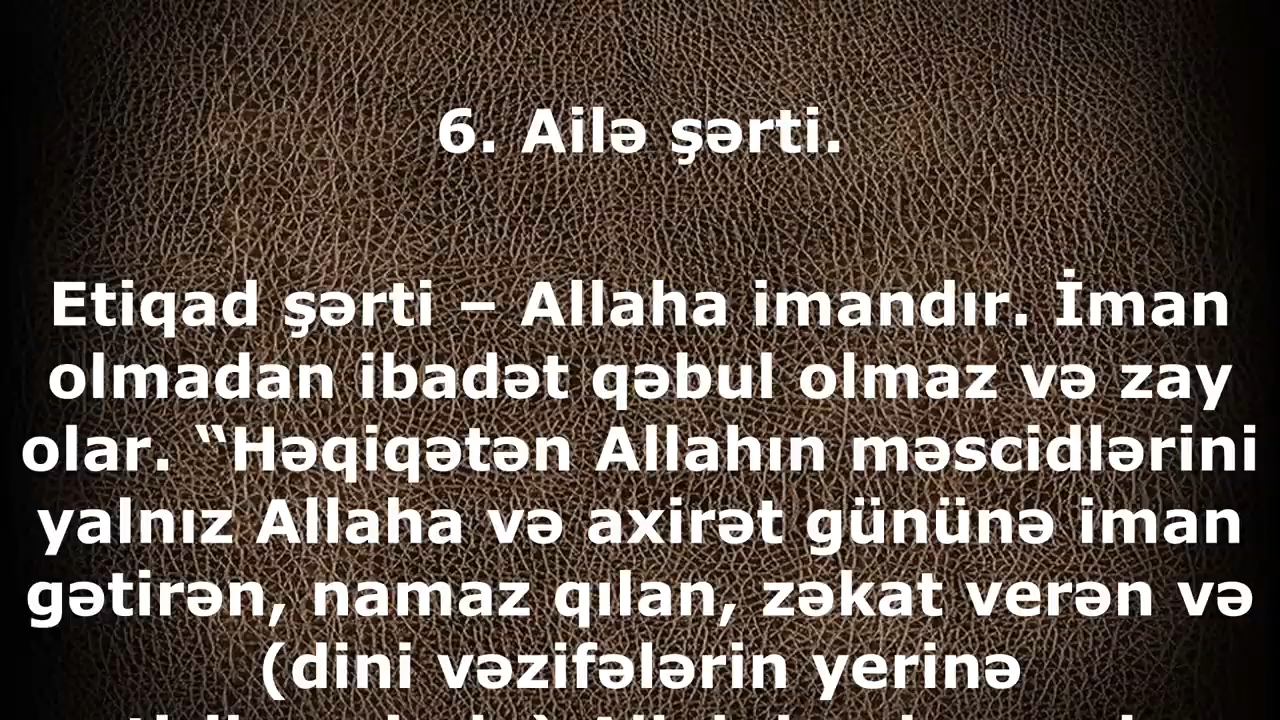 6. Ailə şərti.
Etiqad şərti – Allaha imandır. İman
olmadan ibadət qəbul olmaz və zay
olar. “Həqiqətən Allahın məscidlərini
yalnız Allaha və axirət gününə iman
gətirən, namaz qılan, zəkat verən və
(dini vəzifələrin yerinə